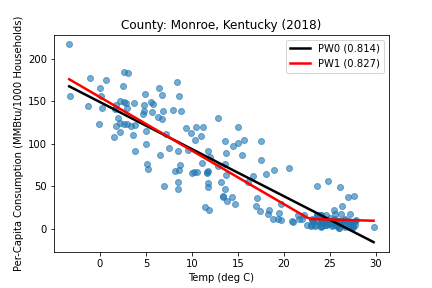 County: Monroe, Kentucky (2018)
PW0 (0.814)
PW1 (0.827)
Per-Capita Consumption (MMBtu/1000 Households)
200
150
100
50
0
0 5 10 15 20 25 30
Temp (deg C)